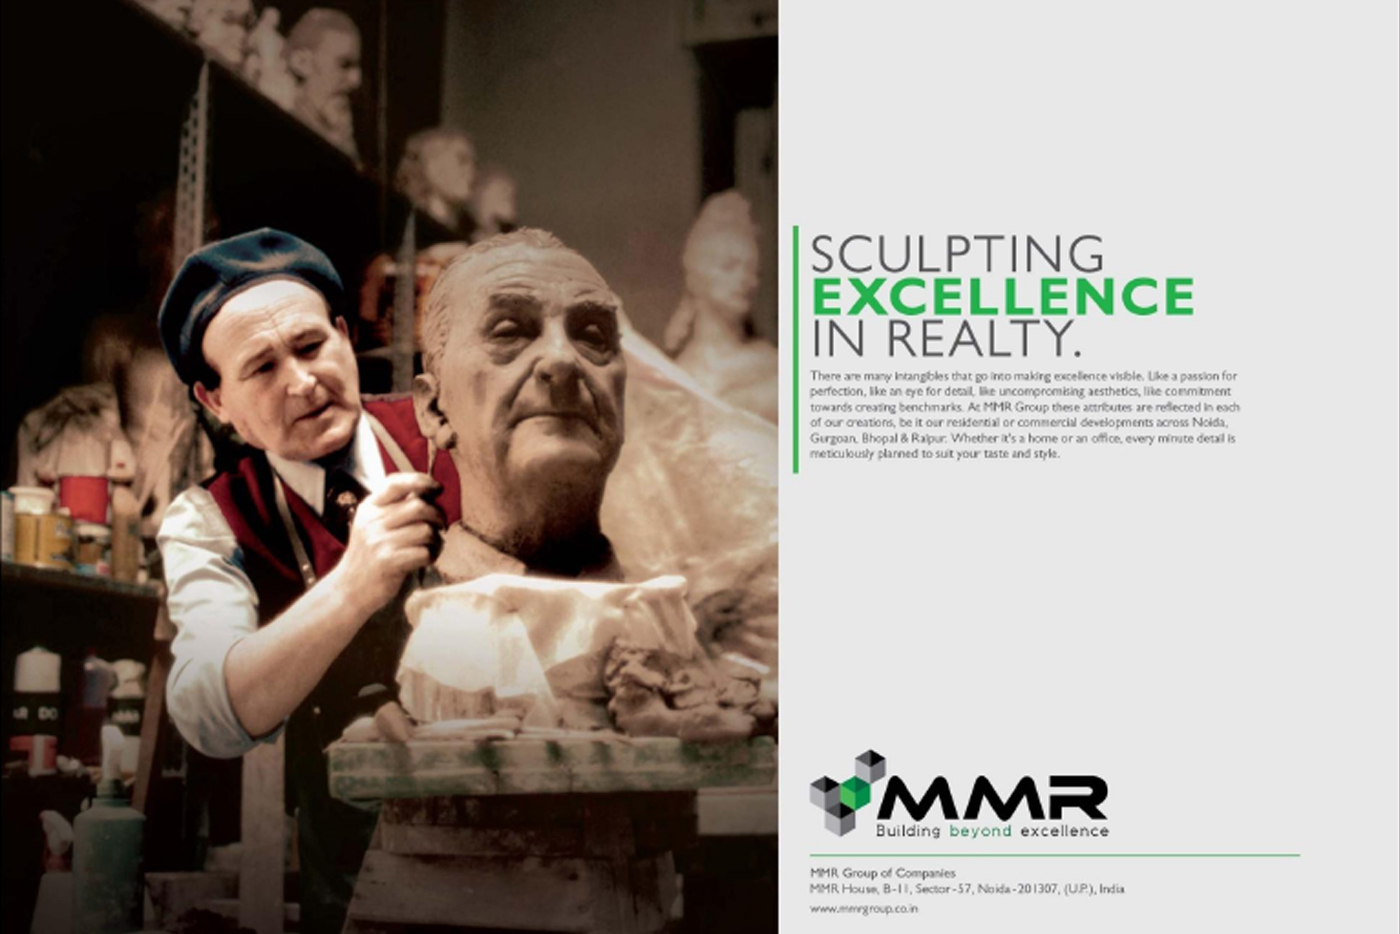 SCULPTING
EXCELLENCE
IN REALTY.
There are many intangibles that go into making excellence visible. Like a passion for
perfection, like an eye for detail, like uncompromising aesthetics, like commitment
towards creating benchmarks. At MMR Group these attributes are reflected in each
of our creations, be it our residential or commercial developments across Noida,
Gurgoan, Bhopal & Raipur. Whether it's a home or an office, every minute detail is
meticulously planned to suit your taste and style.
MMR
Building beyond excellence
MMR Group of Companies
MMR House, B-11, Sector-57, Noida-201307, (U.P.), India
www.mmrgroup.co.in